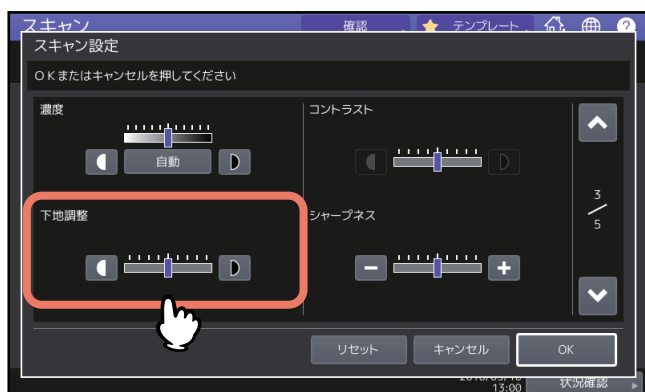 スキャン
確認
テンプレート
?
スキャン設定
OKまたはキャンセルを押してください
濃度
コントラスト
自動
3
5
下地調整
シャープネス
リセット
キャンセル
OK
13:00
状況確認